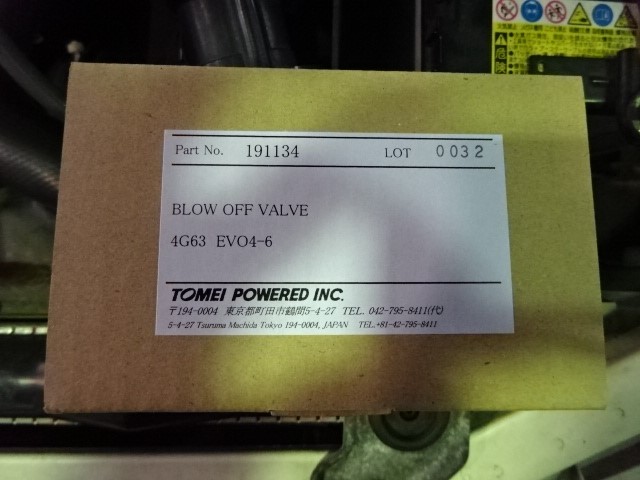 Part No. 191134 LOT 0032
BLOW OFF VALVE
4G63 EVO4-6
TOMEI POWERED INC.
〒194-0004 東京都町田市鶴間5-4-27 TEL. 042-795-8411(代)
5-4-27 Tsuruma Machida Tokyo 194-0004, JAPAN TEL.+81-42-795-8411
危険